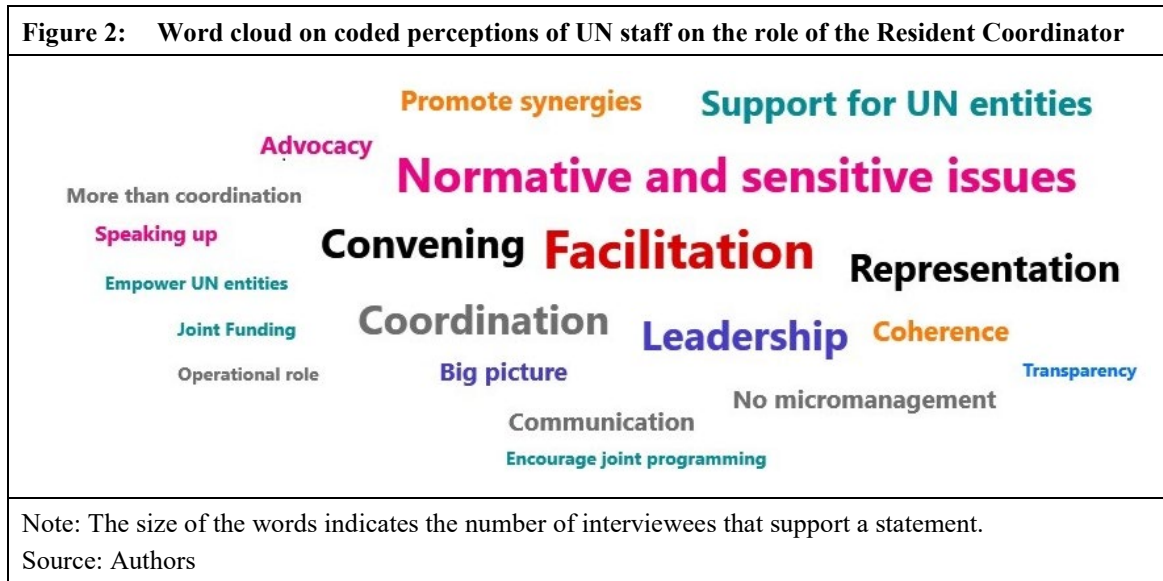 Figure 2: Word cloud on coded perceptions of UN staff on the role of the Resident Coordinator
Promote synergies
Support for UN entities
Advocacy
Normative and sensitive issues
More than coordination
Speaking up
Convening
Facilitation
Representation
Empower UN entities
Coordination
Leadership
Coherence
Joint Funding
Operational role
Big picture
Transparency
No micromanagement
Communication
Encourage joint programming
Note: The size of the words indicates the number of interviewees that support a statement.
Source: Authors